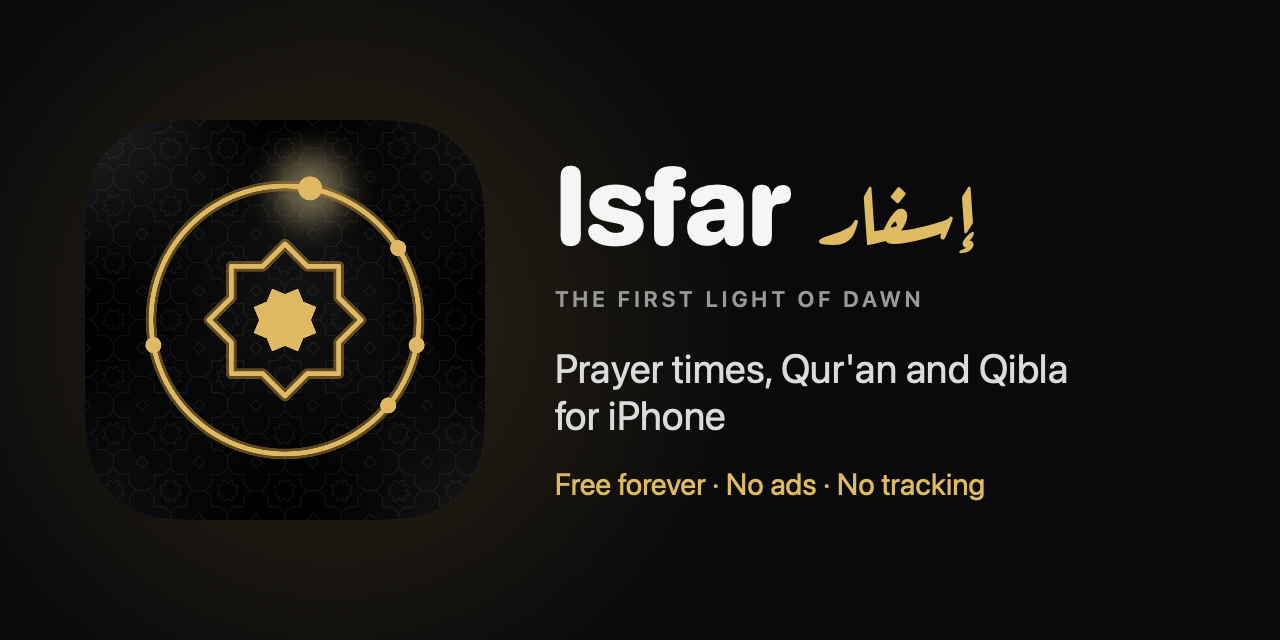 Isfar إسفار
THE FIRST LIGHT OF DAWN
Prayer times, Qur'an and Qibla
for iPhone
Free forever · No ads · No tracking